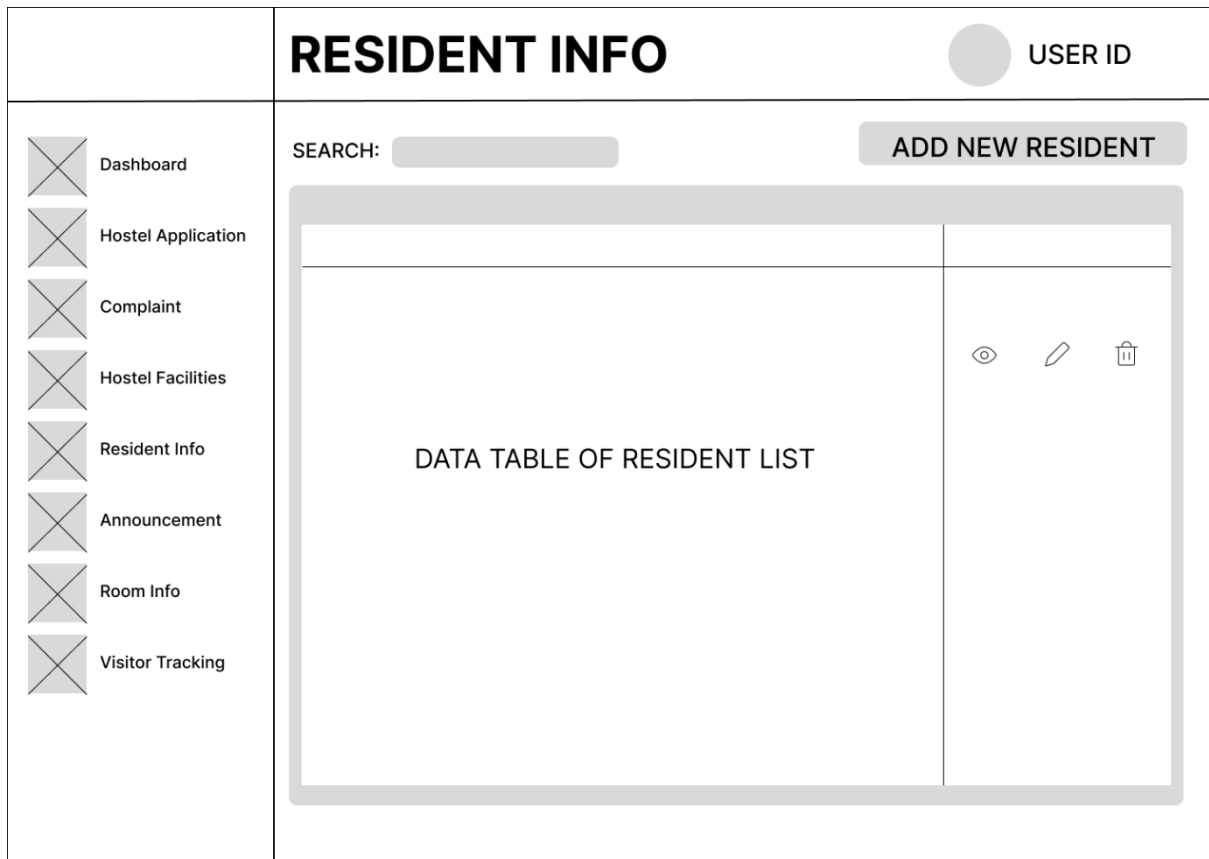 RESIDENT INFO
USER ID
Dashboard
Hostel Application
Complaint
Hostel Facilities
Resident Info
Announcement
Room Info
Visitor Tracking
SEARCH:
ADD NEW RESIDENT
DATA TABLE OF RESIDENT LIST